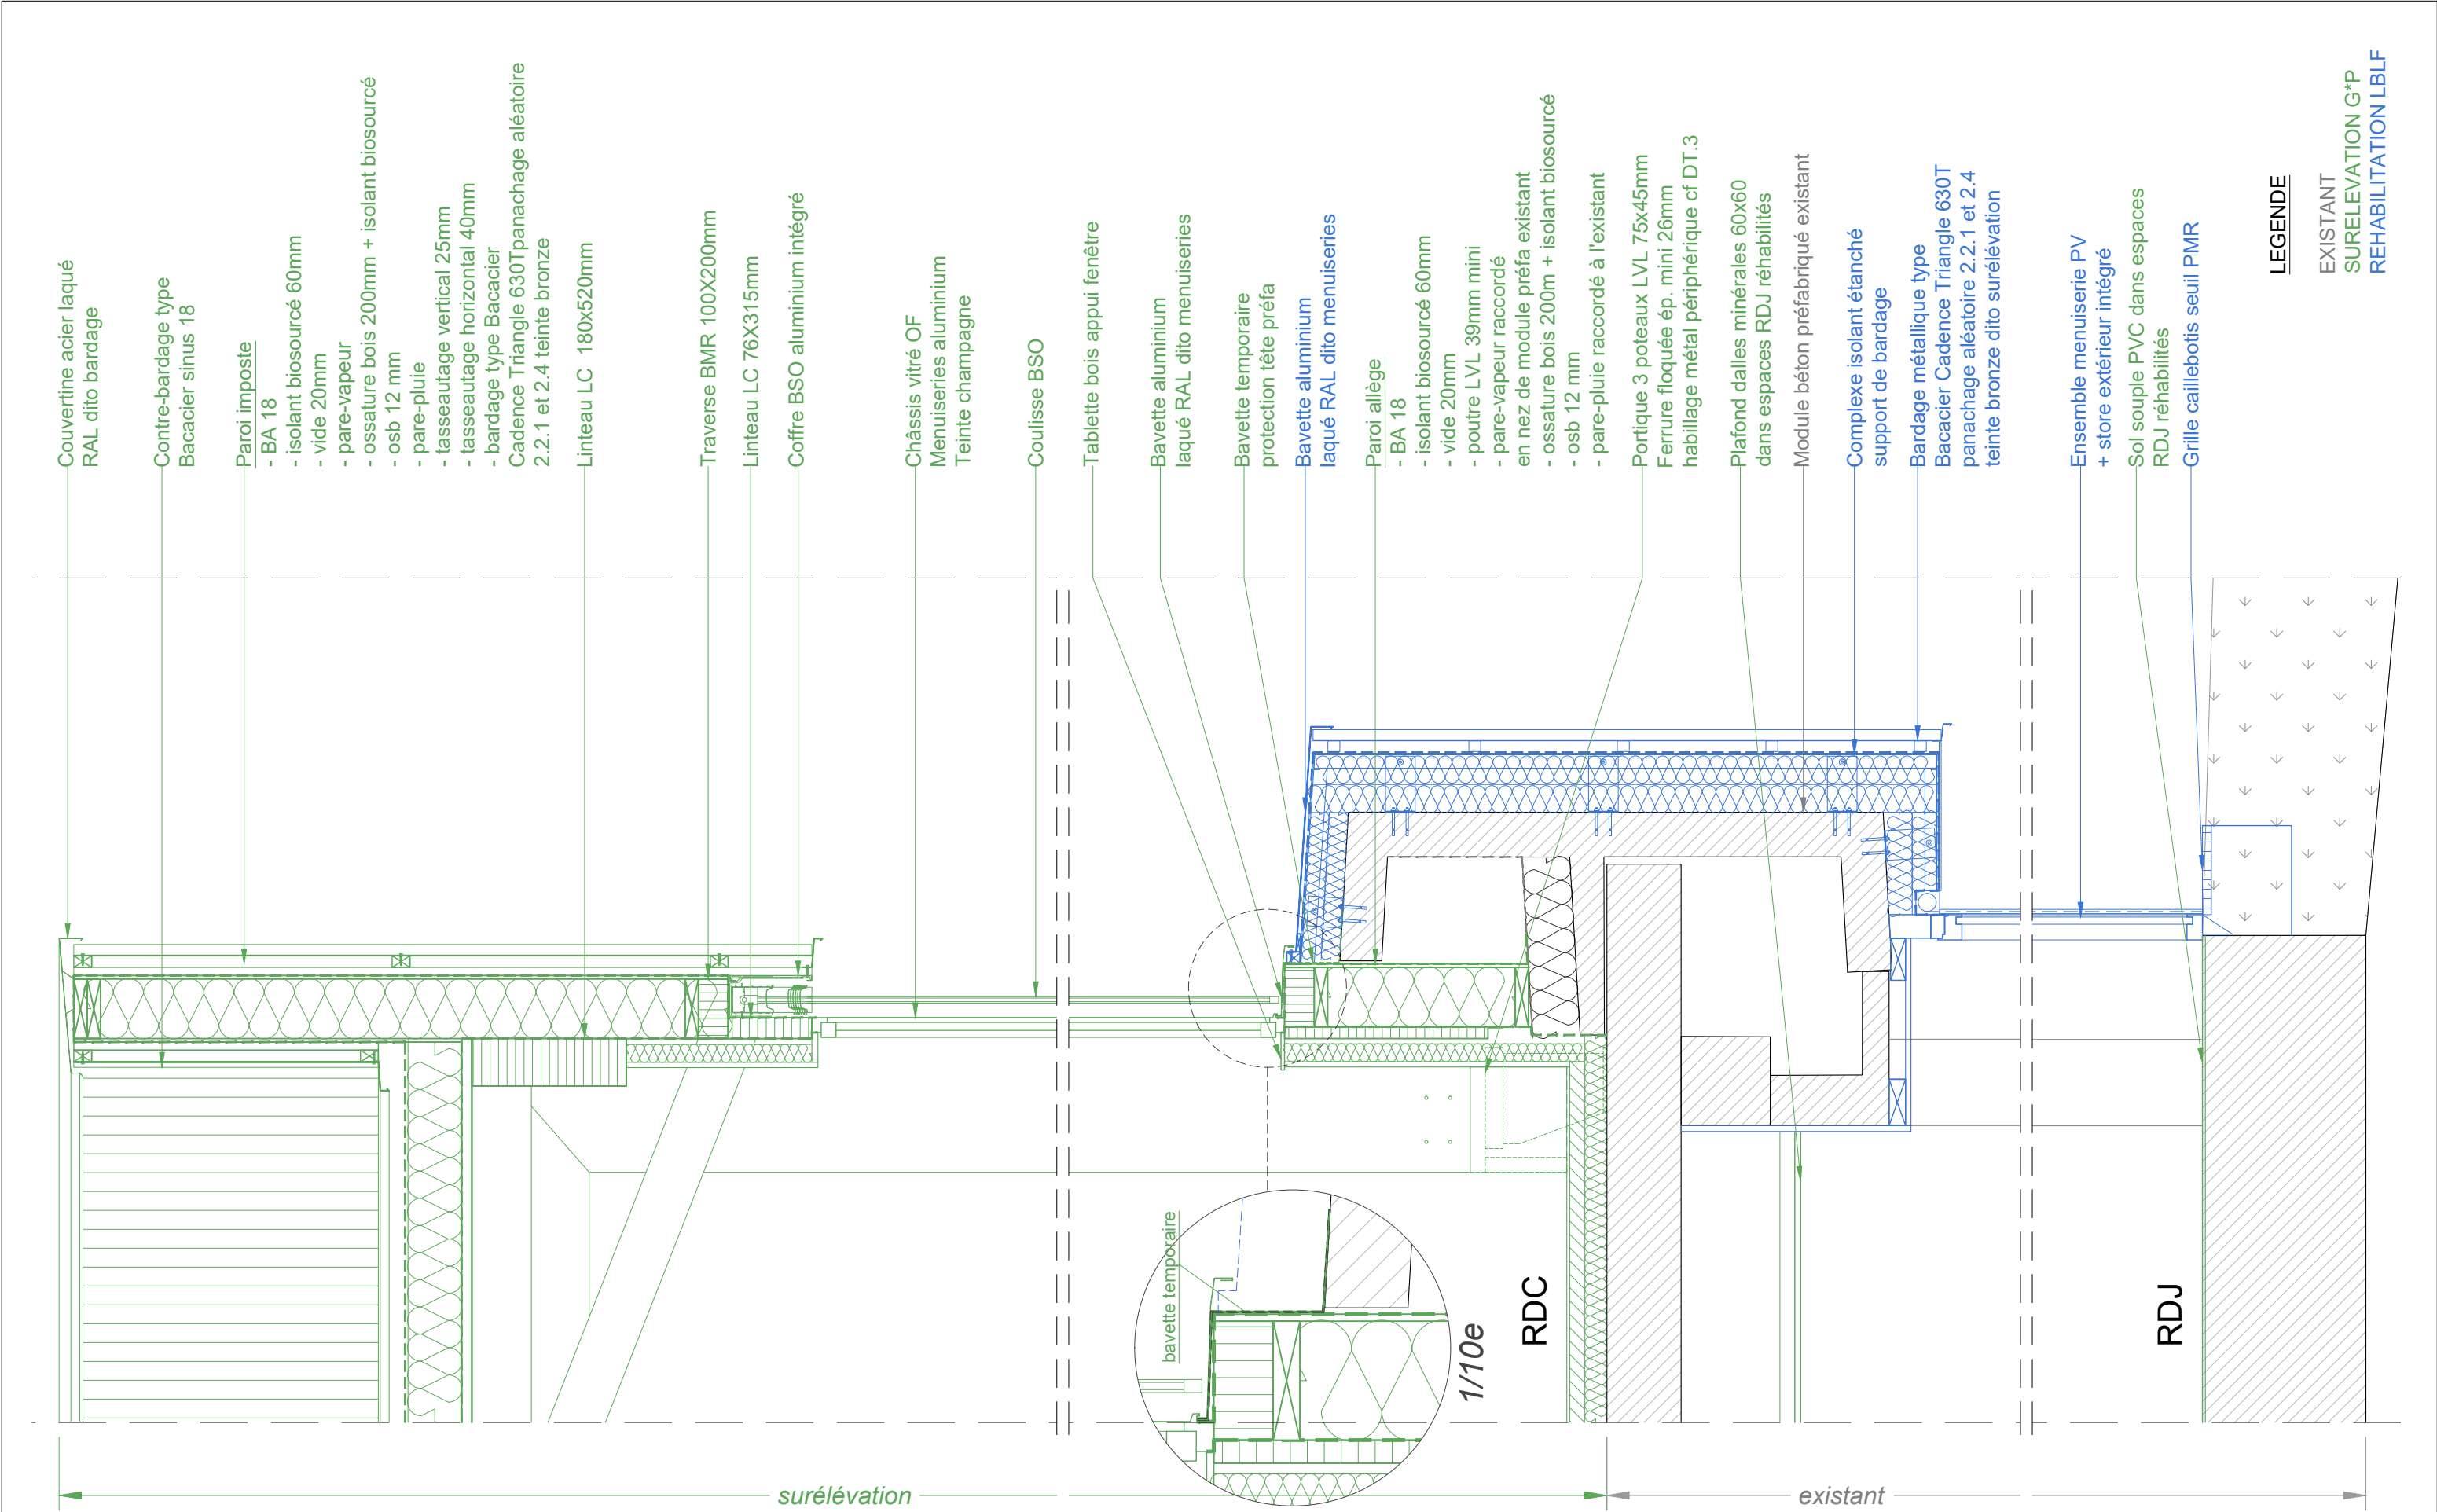 Couvertine acier laqué
RAL dito bardage
Contre-bardage type
Bacacier sinus 18
Paroi imposte
- BA 18
- isolant biosourcé 60mm
- vide 20mm
- pare-vapeur
- ossature bois 200mm + isolant biosourcé
- osb 12 mm
- pare-pluie
- tasseautage vertical 25mm
- tasseautage horizontal 40mm
- bardage type Bacacier
Cadence Triangle 630Tpanachage aléatoire
2.2.1 et 2.4 teinte bronze
Linteau LC 180x520mm
Traverse BMR 100X200mm
Linteau LC 76X315mm
Coffre BSO aluminium intégré
Châssis vitré OF
Menuiseries aluminium
Teinte champagne
Coulisse BSO
Tablette bois appui fenêtre
Bavette aluminium
laqué RAL dito menuiseries
Bavette temporaire
protection tête préfa
Bavette aluminium
laqué RAL dito menuiseries
Paroi allège
- BA 18
- isolant biosourcé 60mm
- vide 20mm
- poutre LVL 39mm mini
- pare-vapeur raccordé
en nez de module préfa existant
- ossature bois 200m + isolant biosourcé
- osb 12 mm
- pare-pluie raccordé à l'existant
Portique 3 poteaux LVL 75x45mm
Ferrure floquée ép. mini 26mm
habillage métal périphérique cf DT.3
Plafond dalles minérales 60x60
dans espaces RDJ réhabilités
Module béton préfabriqué existant
Complexe isolant étanché
support de bardage
Bardage métallique type
Bacacier Cadence Triangle 630T
panachage aléatoire 2.2.1 et 2.4
teinte bronze dito surélévation
Ensemble menuiserie PV
+ store extérieur intégré
Sol souple PVC dans espaces
RDJ réhabilités
Grille caillebotis seuil PMR
LEGENDE
EXISTANT
SURELEVATION G*P
REHABILITATION LBLF
bavette temporaire
1/10e
RDC
RDJ
surélévation
existant